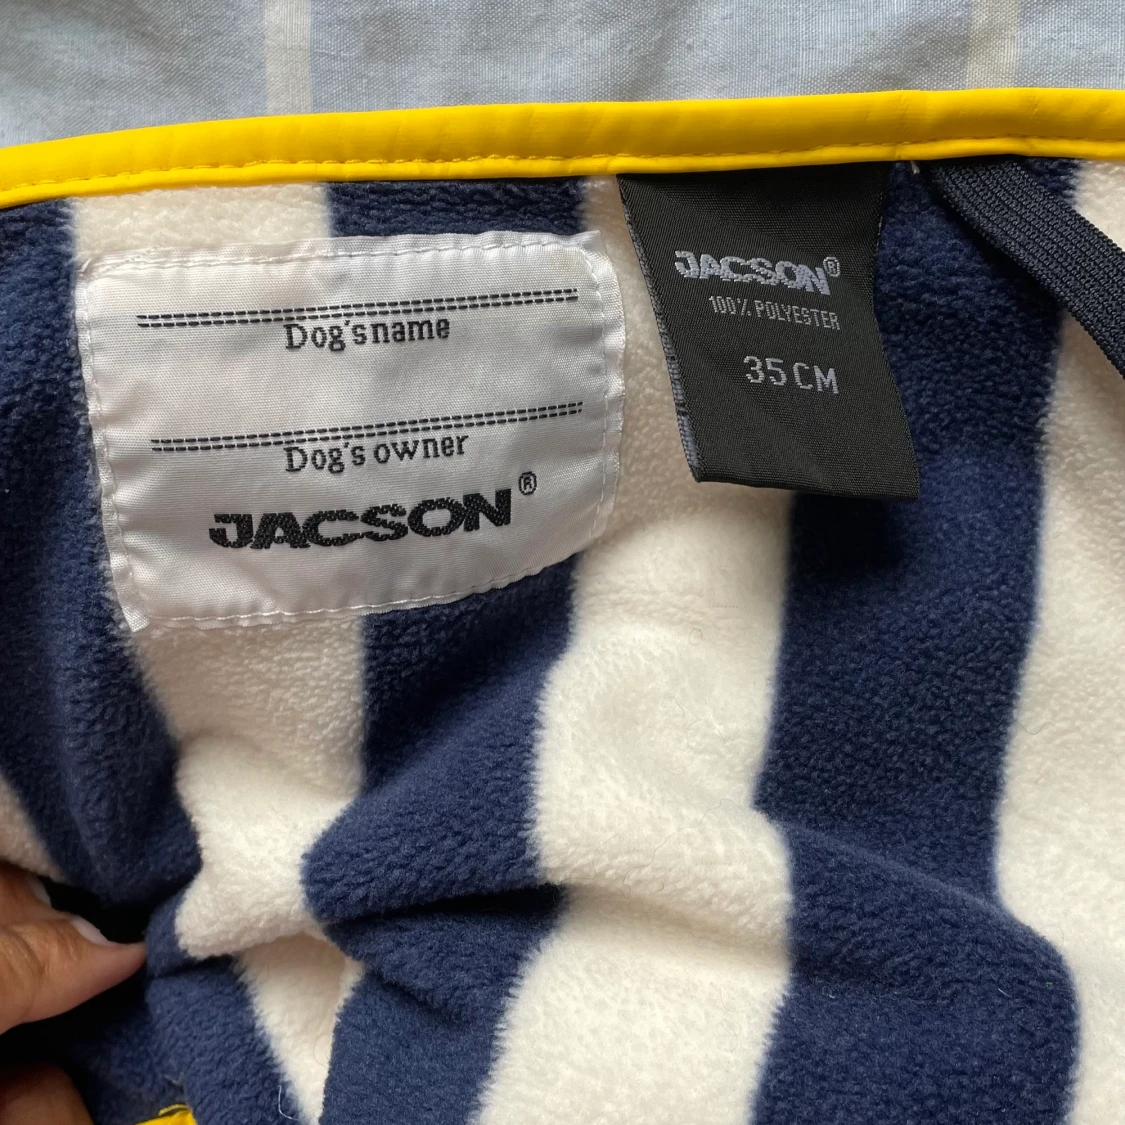 Dog's name
Dog's owner
JACSON®
JACSON®
100% POLYESTER
35 CM